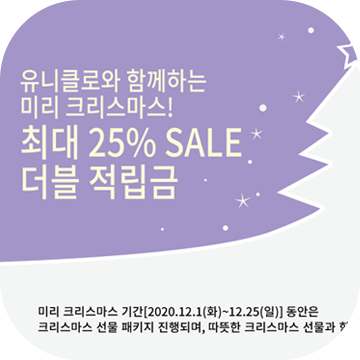 유니클로와 함께하는
미리 크리스마스!
최대 25% SALE
더블 적립금
미리 크리스마스 기간[2020.12.1(화)~12.25(일)] 동안은
크리스마스 선물 패키지 진행되며, 따뜻한 크리스마스 선물과